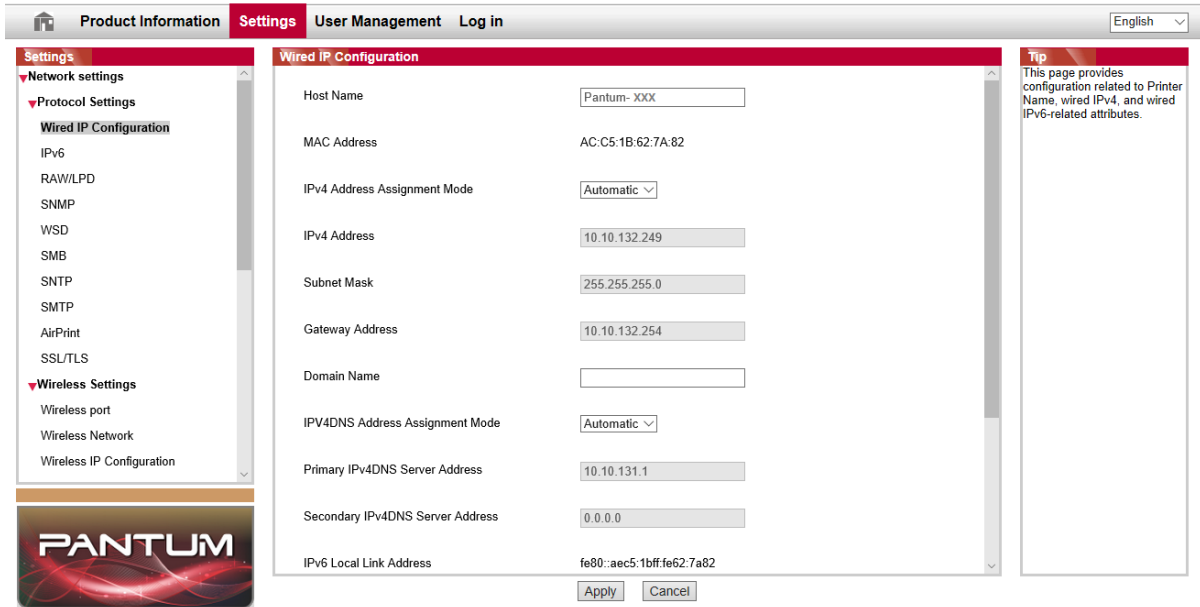 Product Information Settings User Management Log in English
Settings
Network settings
Protocol Settings
Wired IP Configuration
IPv6
RAW/LPD
SNMP
WSD
SMB
SNTP
SMTP
AirPrint
SSL/TLS
Wireless Settings
Wireless port
Wireless Network
Wireless IP Configuration
PANTUM
Wired IP Configuration
Host Name Pantum- XXX
MAC Address AC:C5:1B:62:7A:82
IPv4 Address Assignment Mode Automatic
IPv4 Address 10.10.132.249
Subnet Mask 255.255.255.0
Gateway Address 10.10.132.254
Domain Name
IPV4DNS Address Assignment Mode Automatic
Primary IPv4DNS Server Address 10.10.131.1
Secondary IPv4DNS Server Address 0.0.0.0
IPv6 Local Link Address fe80::aec5:1bff:fe62:7a82
Apply Cancel
Tip
This page provides
configuration related to Printer
Name, wired IPv4, and wired
IPv6-related attributes.